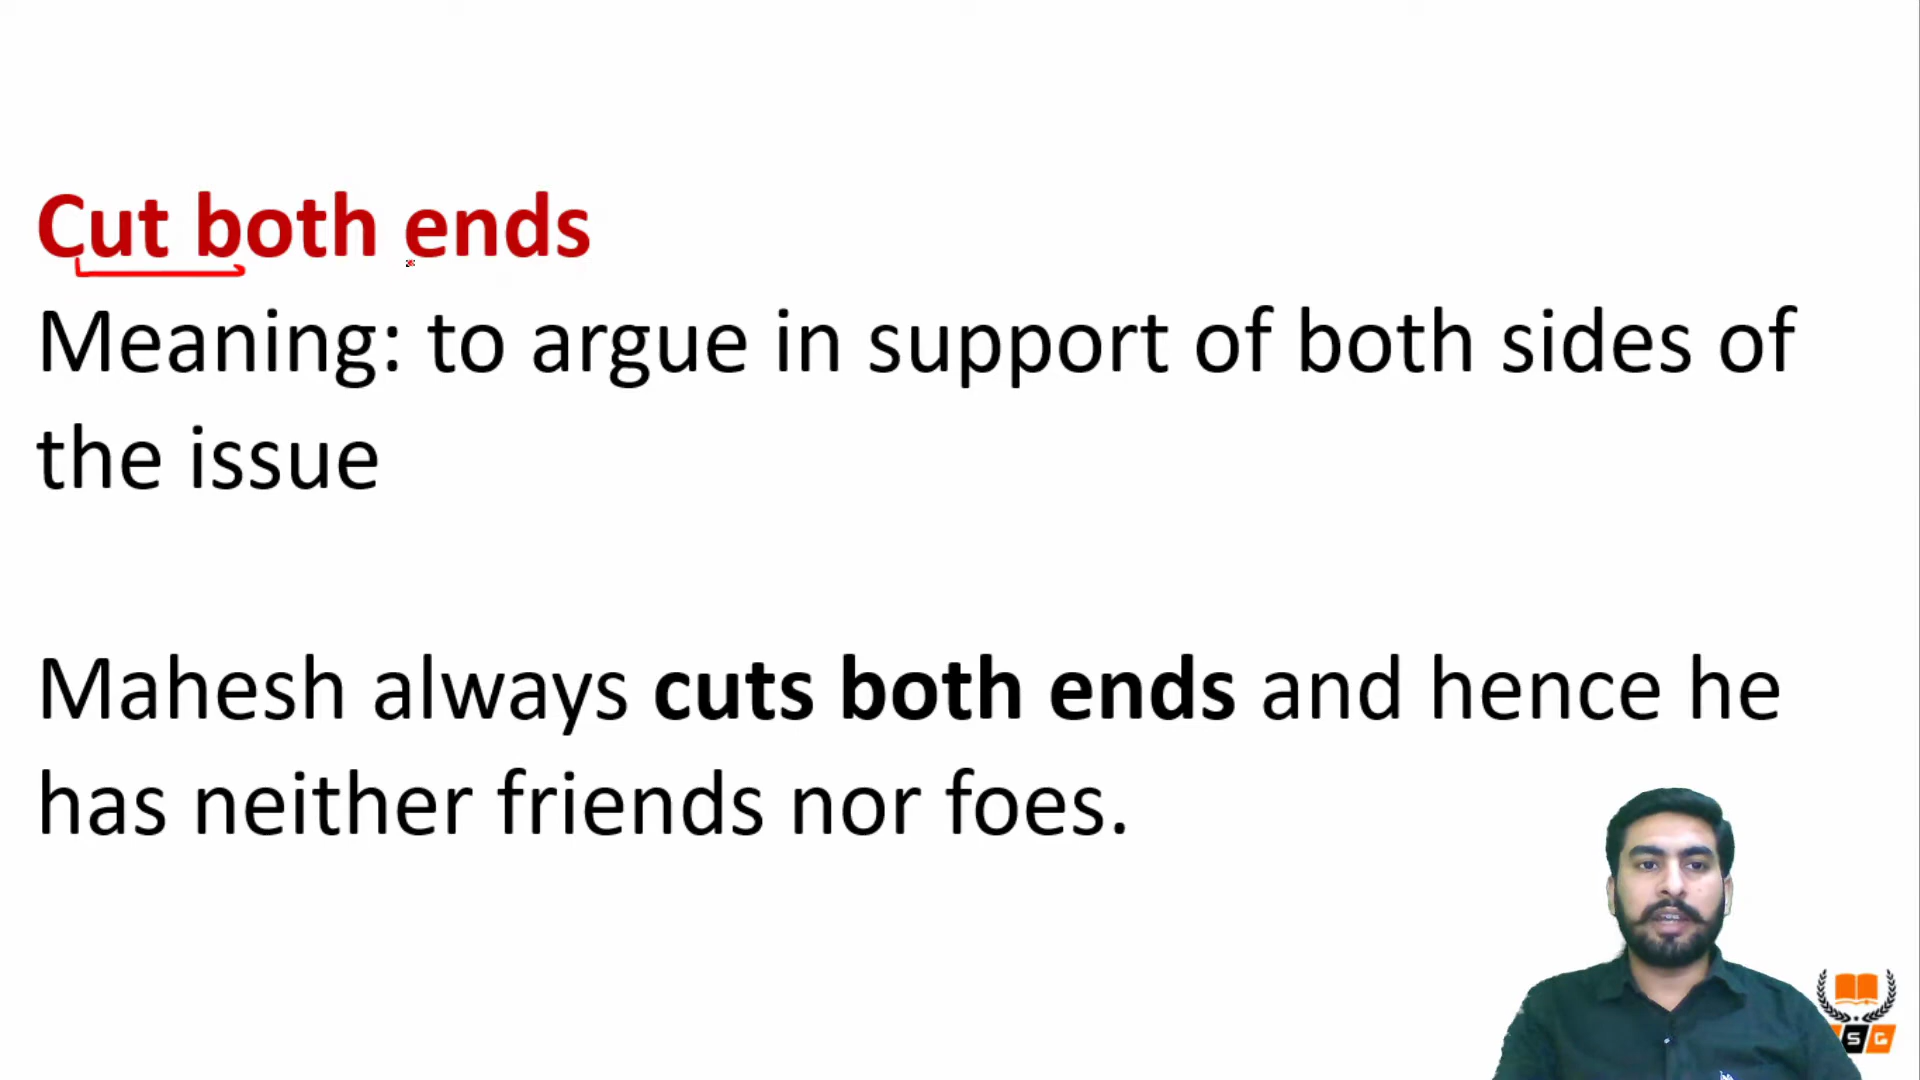 Cut both ends
Meaning: to argue in support of both sides of
the issue
Mahesh always cuts both ends and hence he
has neither friends nor foes.
SG